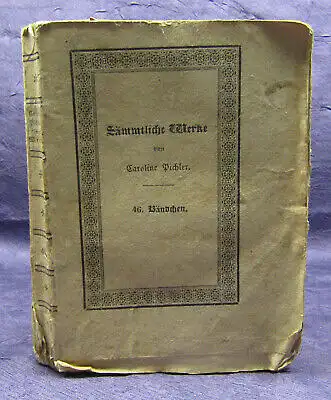 Sämmtliche Werke
von
Caroline Pichler.
46. Bändchen.